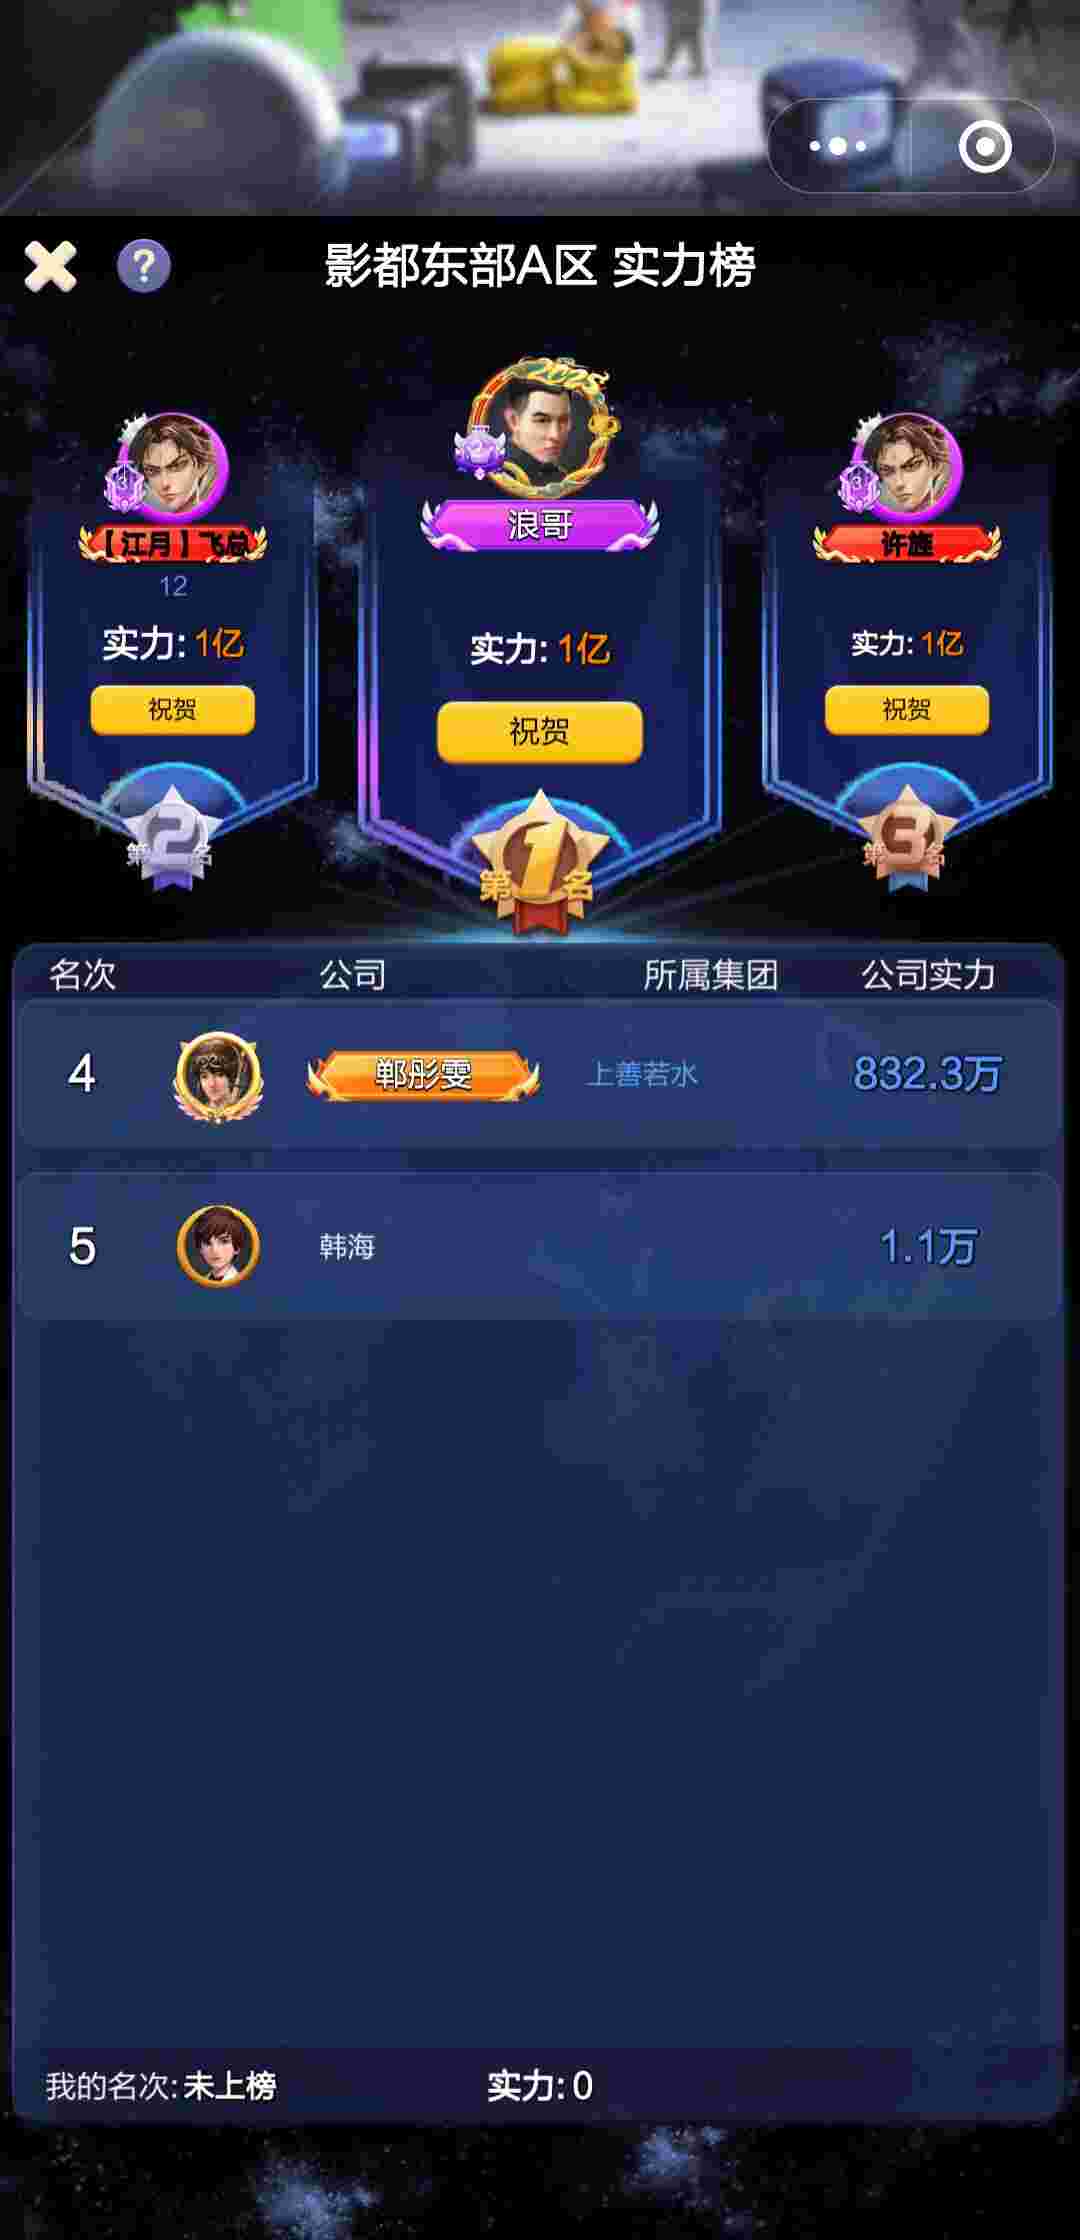 影都东部A区 实力榜
2025
2
浪哥
实力: 1亿
祝贺
第1名
3
【江月】飞总
12
实力: 1亿
祝贺
第2名
3
许旌
实力: 1亿
祝贺
第3名
名次 公司 所属集团 公司实力
4 郸彤雯 上善若水 832.3万
5 韩海 1.1万
我的名次: 未上榜 实力: 0